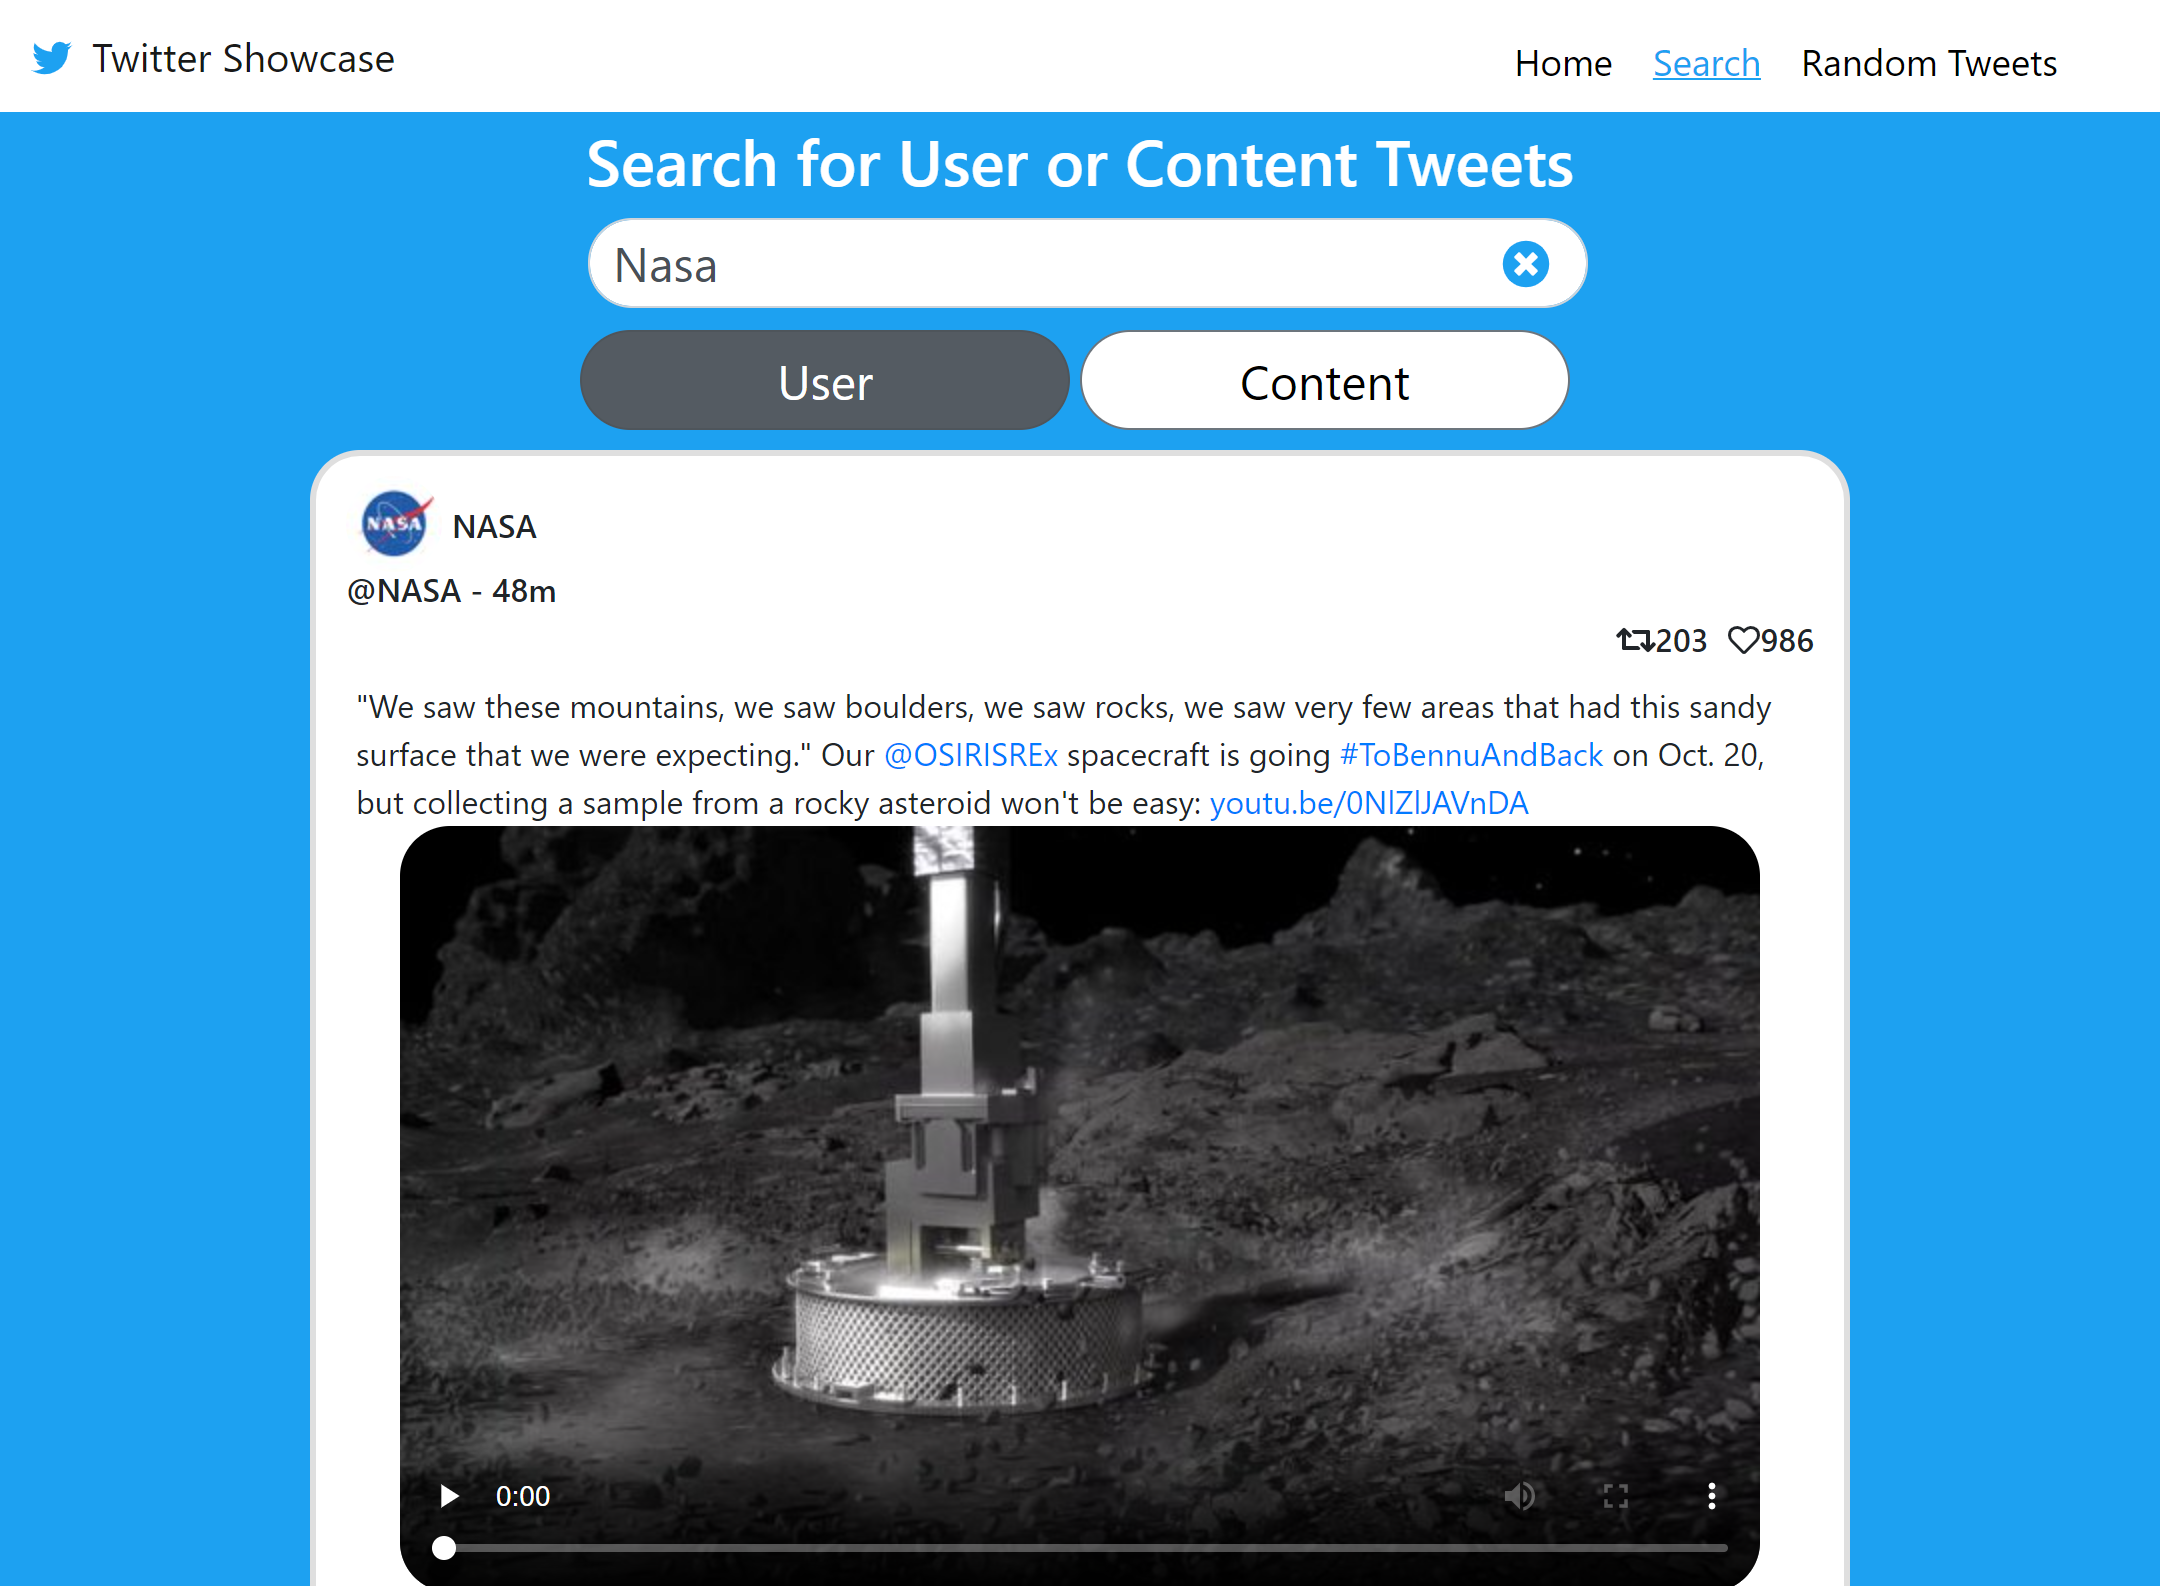 Twitter Showcase
Home Search Random Tweets
Search for User or Content Tweets
Nasa
User Content
NASA
NASA
@NASA - 48m
203 986
"We saw these mountains, we saw boulders, we saw rocks, we saw very few areas that had this sandy
surface that we were expecting." Our @OSIRISREx spacecraft is going #ToBennuAndBack on Oct. 20,
but collecting a sample from a rocky asteroid won't be easy: youtu.be/0NlZlJAVnDA
0:00